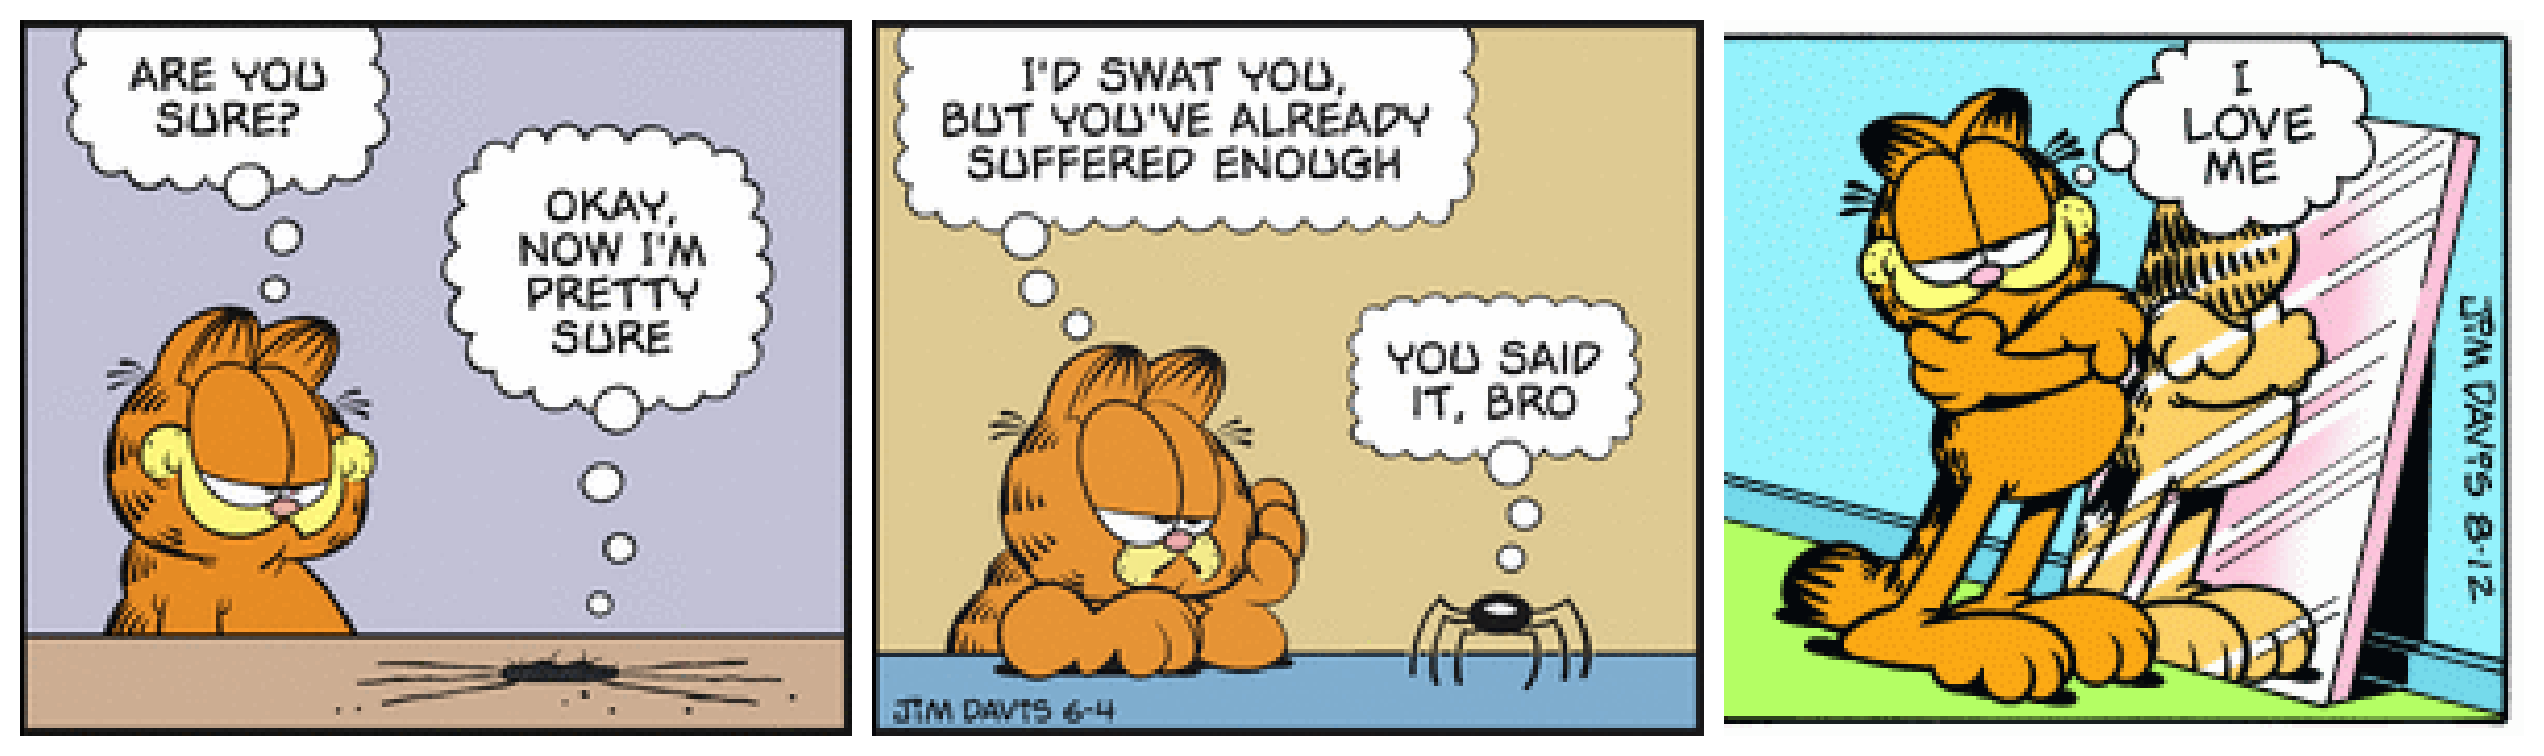 ARE YOU
SURE?
OKAY,
NOW I'M
PRETTY
SURE
I'D SWAT YOU,
BUT YOU'VE ALREADY
SUFFERED ENOUGH
YOU SAID
IT, BRO
JIM DAVIS 6-4
I
LOVE
ME
JIM DAVIS 8-12